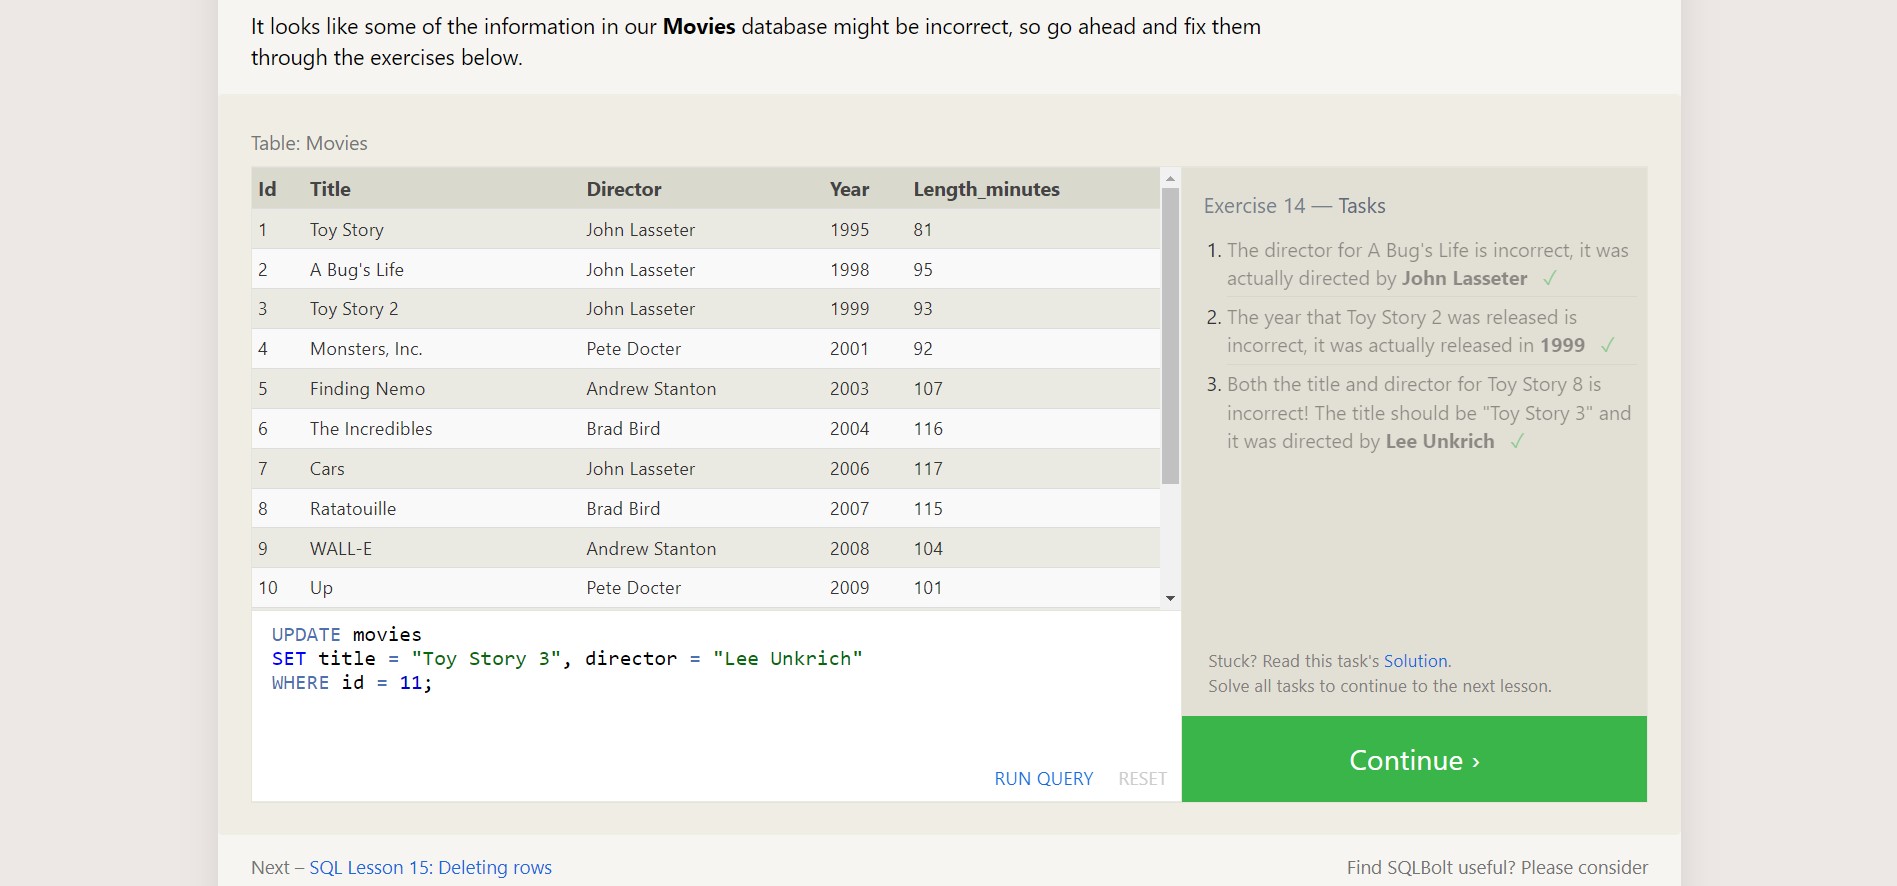 It looks like some of the information in our Movies database might be incorrect, so go ahead and fix them
through the exercises below.
Table: Movies
Id Title Director Year Length_minutes
1 Toy Story John Lasseter 1995 81
2 A Bug's Life John Lasseter 1998 95
3 Toy Story 2 John Lasseter 1999 93
4 Monsters, Inc. Pete Docter 2001 92
5 Finding Nemo Andrew Stanton 2003 107
6 The Incredibles Brad Bird 2004 116
7 Cars John Lasseter 2006 117
8 Ratatouille Brad Bird 2007 115
9 WALL-E Andrew Stanton 2008 104
10 Up Pete Docter 2009 101
UPDATE movies
SET title = "Toy Story 3", director = "Lee Unkrich"
WHERE id = 11;
RUN QUERY RESET
Exercise 14 — Tasks
1. The director for A Bug's Life is incorrect, it was
actually directed by John Lasseter ✓
2. The year that Toy Story 2 was released is
incorrect, it was actually released in 1999 ✓
3. Both the title and director for Toy Story 8 is
incorrect! The title should be "Toy Story 3" and
it was directed by Lee Unkrich ✓
Stuck? Read this task's Solution.
Solve all tasks to continue to the next lesson.
Continue ›
Next – SQL Lesson 15: Deleting rows
Find SQLBolt useful? Please consider